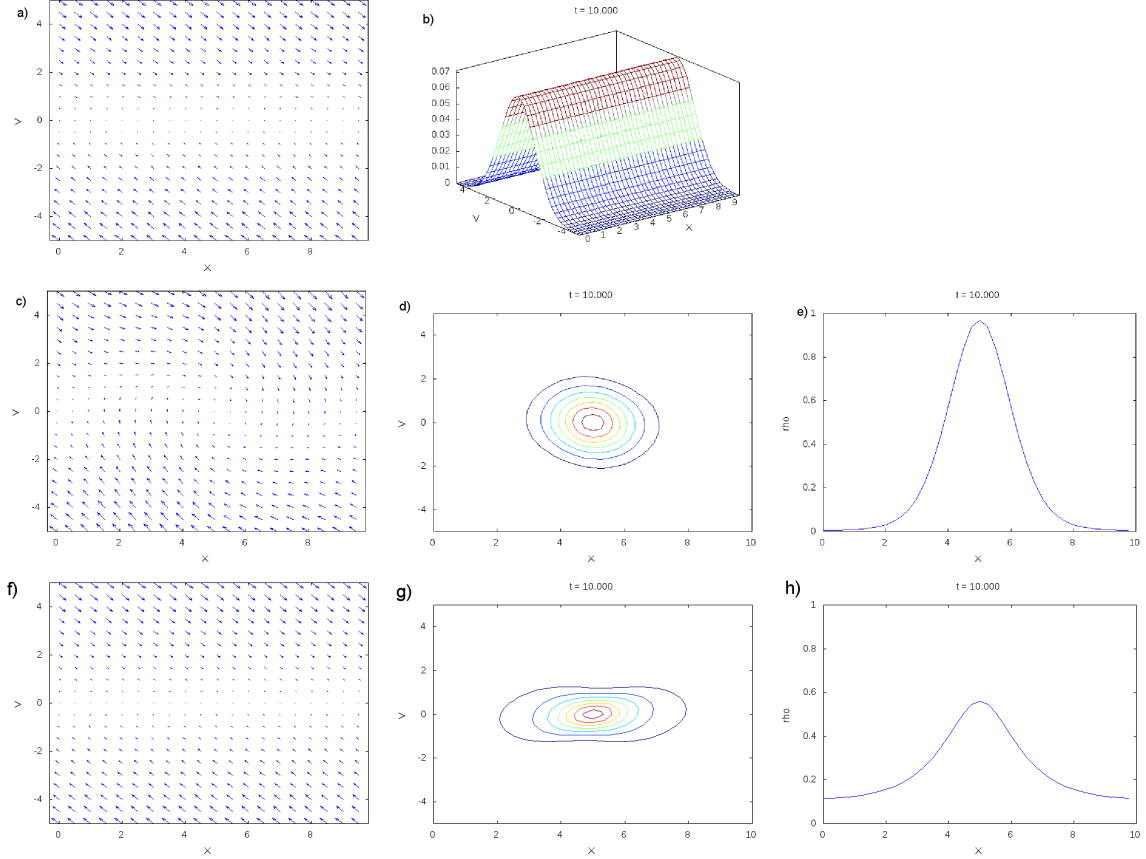 a)
4
2
0
-2
-4
V
0 2 4 6 8
X
b)
t = 10.000
0.07
0.06
0.05
0.04
0.03
0.02
0.01
0
4 2 0 -2 -4
V
0 1 2 3 4 5 6 7 8 9
X
c)
4
2
0
-2
-4
V
0 2 4 6 8
X
d)
t = 10.000
4
2
0
-2
-4
V
0 2 4 6 8 10
X
e)
t = 10.000
1
0.8
0.6
0.4
0.2
0
rho
0 2 4 6 8 10
X
f)
4
2
0
-2
-4
V
0 2 4 6 8
X
g)
t = 10.000
4
2
0
-2
-4
V
0 2 4 6 8 10
X
h)
t = 10.000
1
0.8
0.6
0.4
0.2
0
rho
0 2 4 6 8 10
X